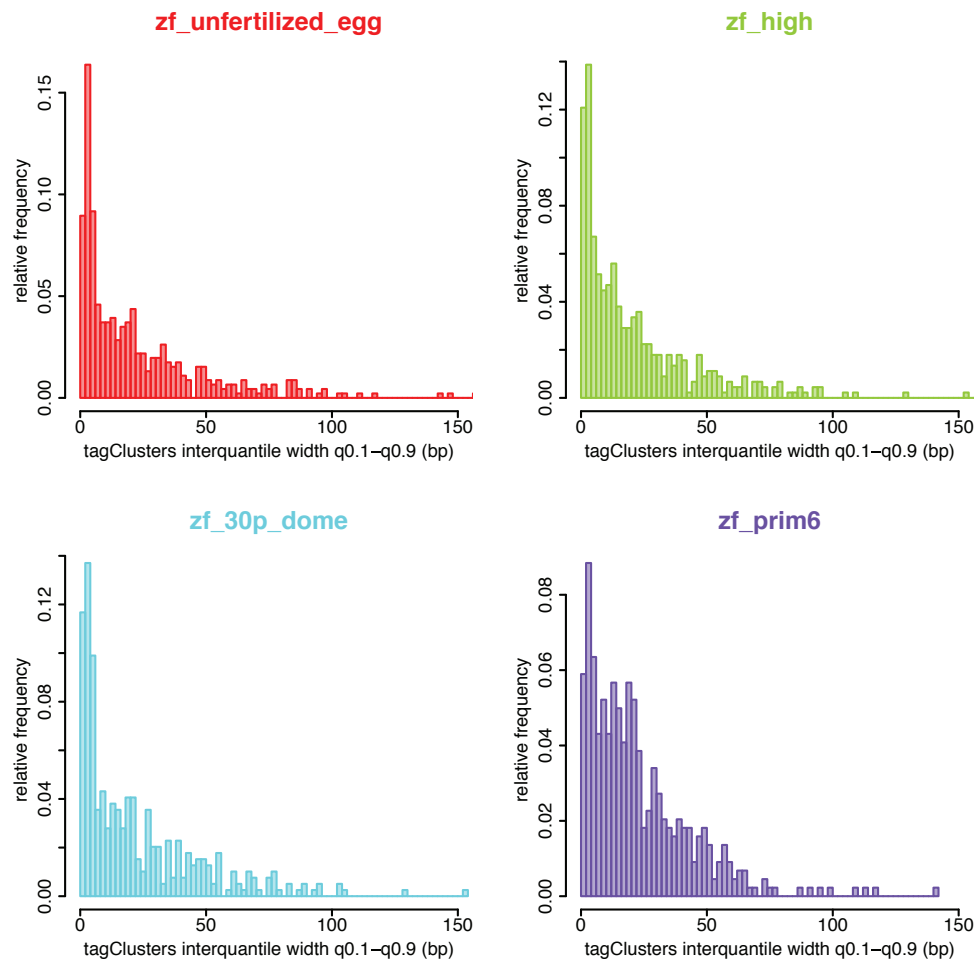 zf_unfertilized_egg
relative frequency
0.00 0.05 0.10 0.15
0 50 100 150
tagClusters interquantile width q0.1–q0.9 (bp)
zf_high
relative frequency
0.00 0.04 0.08 0.12
0 50 100 150
tagClusters interquantile width q0.1–q0.9 (bp)
zf_30p_dome
relative frequency
0.00 0.04 0.08 0.12
0 50 100 150
tagClusters interquantile width q0.1–q0.9 (bp)
zf_prim6
relative frequency
0.00 0.02 0.04 0.06 0.08
0 50 100 150
tagClusters interquantile width q0.1–q0.9 (bp)